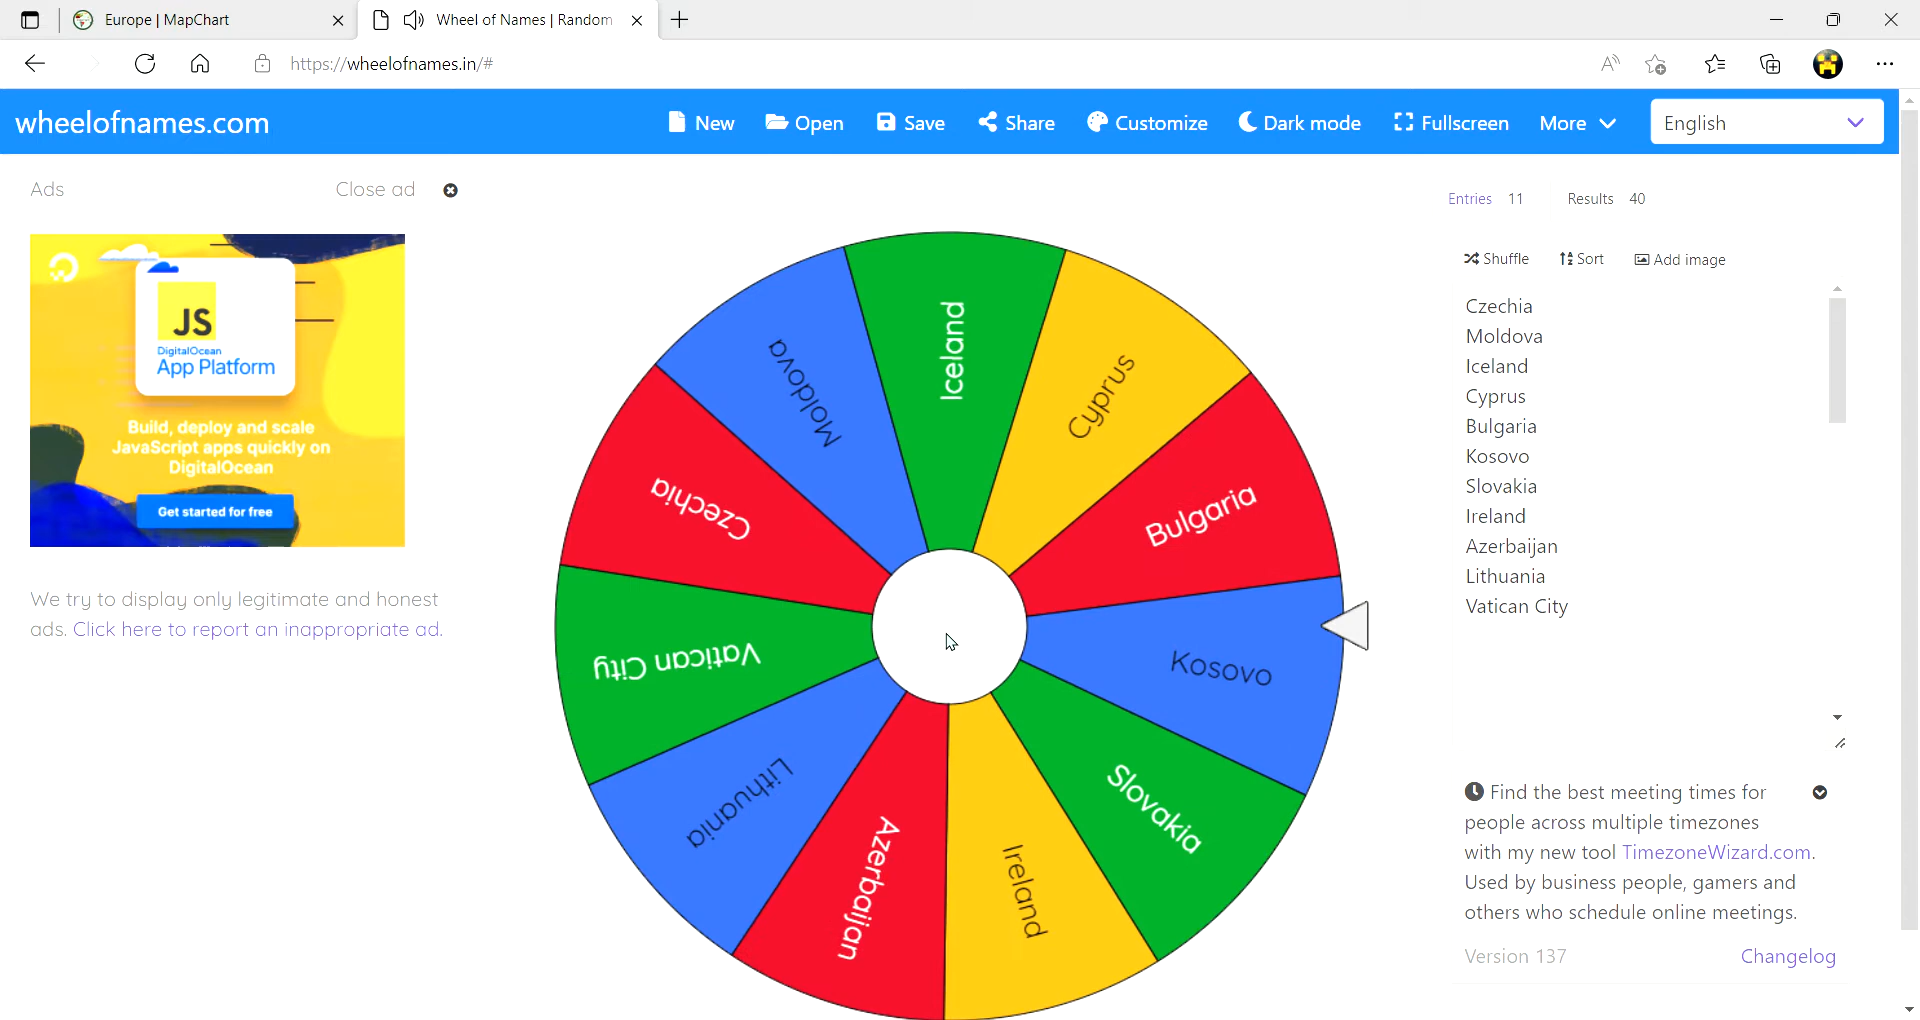 Europe | MapChart
Wheel of Names | Random
https://wheelofnames.in/#
wheelofnames.com
New
Open
Save
Share
Customize
Dark mode
Fullscreen
More
English
Ads
Close ad
Entries 11
Results 40
Shuffle
Sort
Add image
JS
DigitalOcean
App Platform
Build, deploy and scale
JavaScript apps quickly on
DigitalOcean
Get started for free
We try to display only legitimate and honest
ads. Click here to report an inappropriate ad.
Iceland
Cyprus
Bulgaria
Kosovo
Slovakia
Ireland
Azerbaijan
Lithuania
Vatican City
Czechia
Moldova
Czechia
Moldova
Iceland
Cyprus
Bulgaria
Kosovo
Slovakia
Ireland
Azerbaijan
Lithuania
Vatican City
Find the best meeting times for
people across multiple timezones
with my new tool TimezoneWizard.com.
Used by business people, gamers and
others who schedule online meetings.
Version 137
Changelog